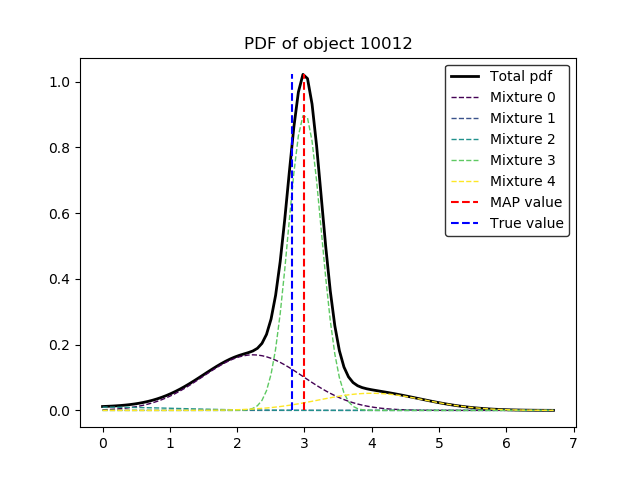 PDF of object 10012
1.0
0.8
0.6
0.4
0.2
0.0
0 1 2 3 4 5 6 7
Total pdf
Mixture 0
Mixture 1
Mixture 2
Mixture 3
Mixture 4
MAP value
True value